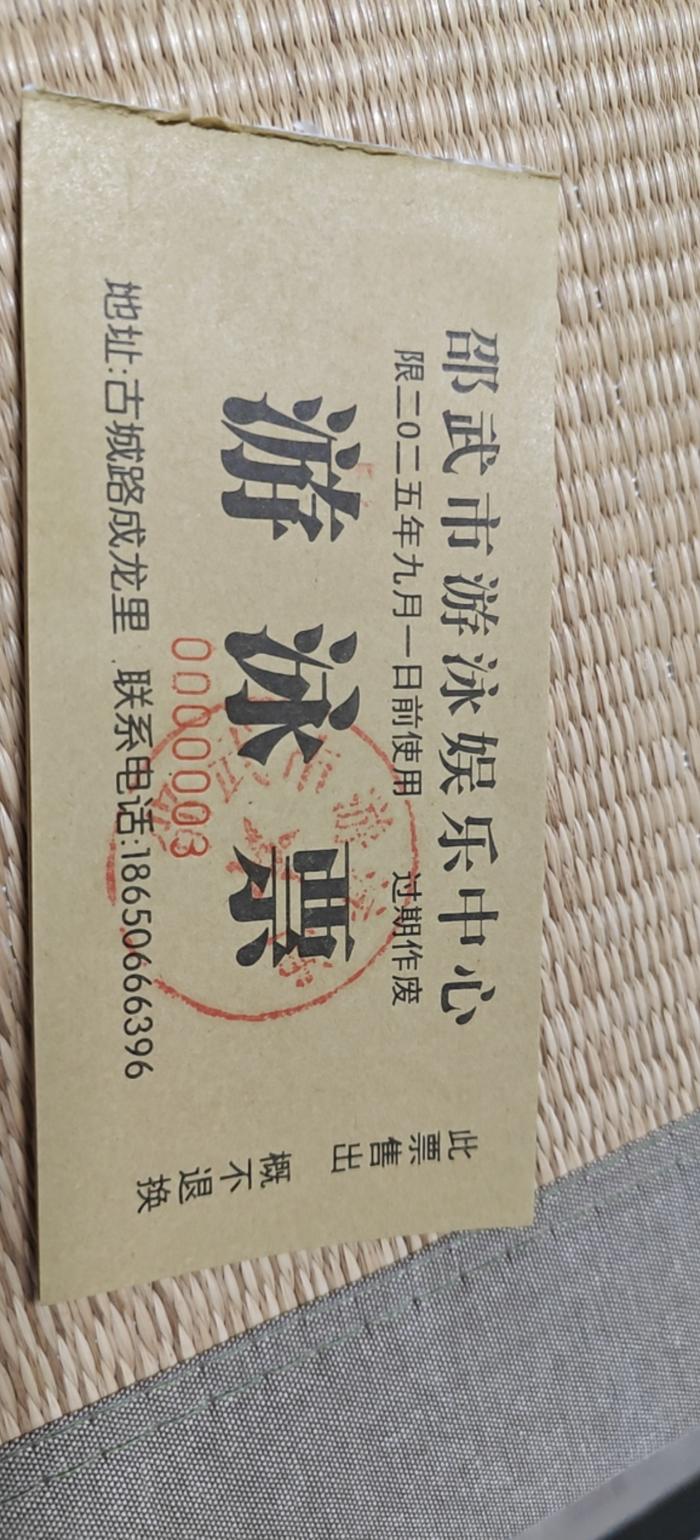 邵武市游泳娱乐中心
限二0二五年九月一日前使用 过期作废
游泳票
0000003
地址:古城路成龙里 联系电话:18650666396
此票售出
概不退换